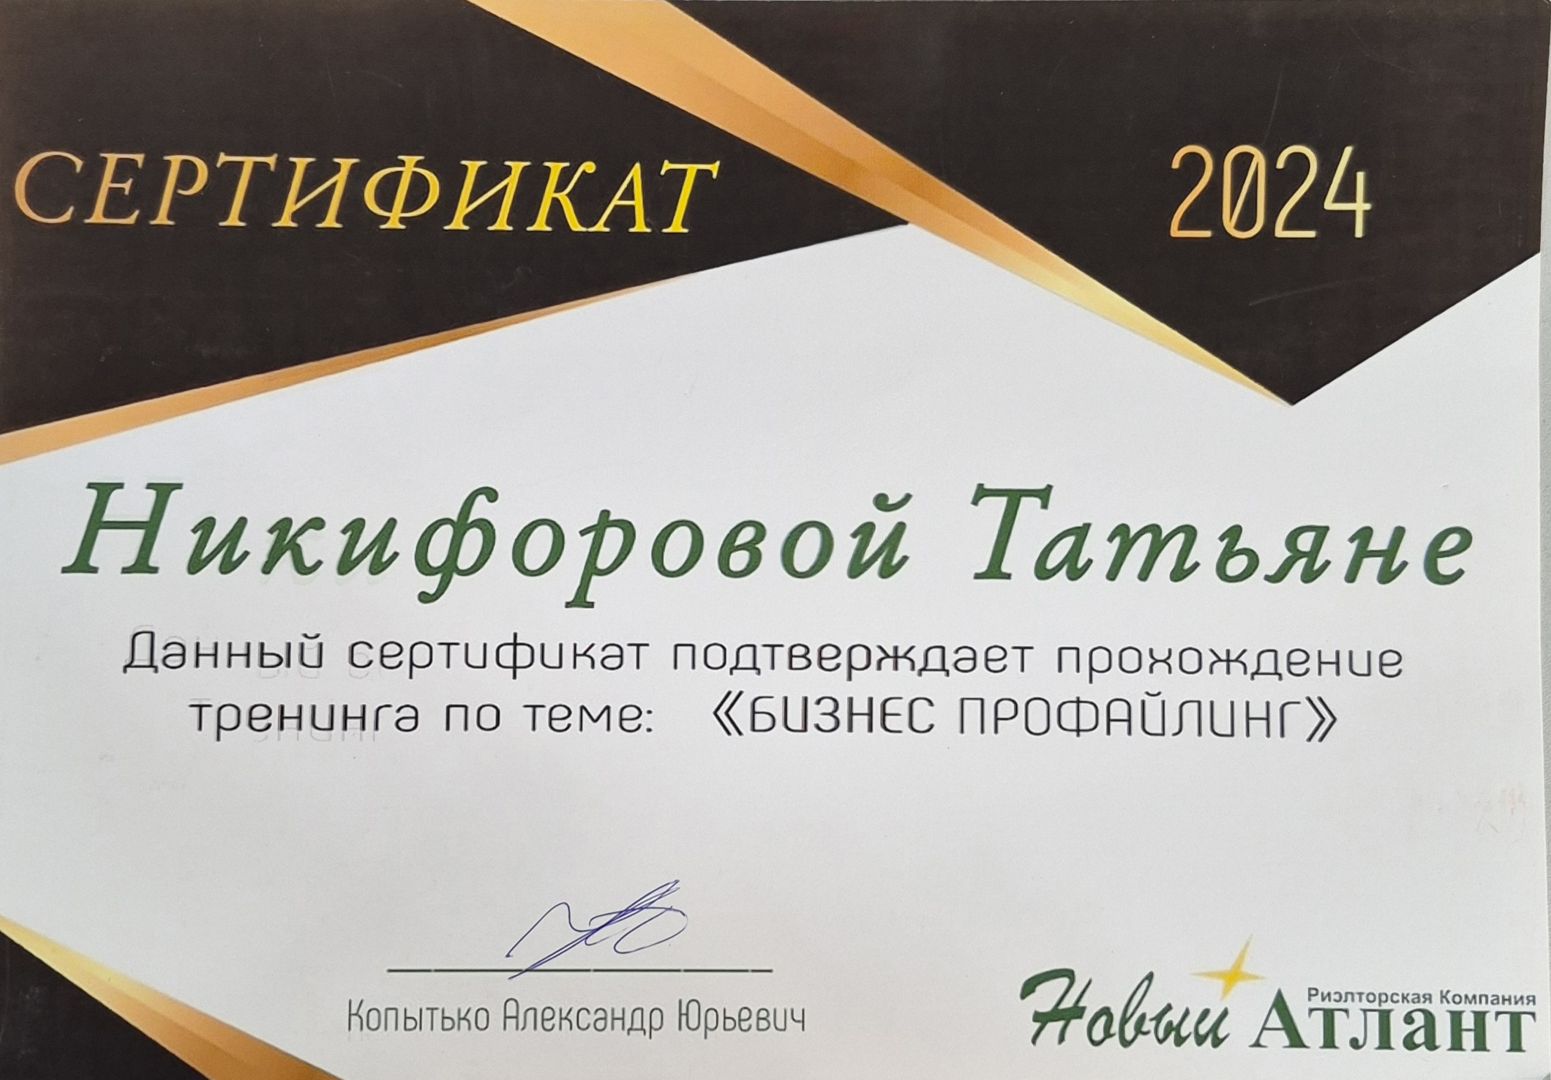 СЕРТИФИКАТ
2024
Никифоровой Татьяне
Данный сертификат подтверждает прохождение
тренинга по теме: «БИЗНЕС ПРОФАЙЛИНГ»
Копытько Александр Юрьевич
Риэлторская Компания
Новый Атлант